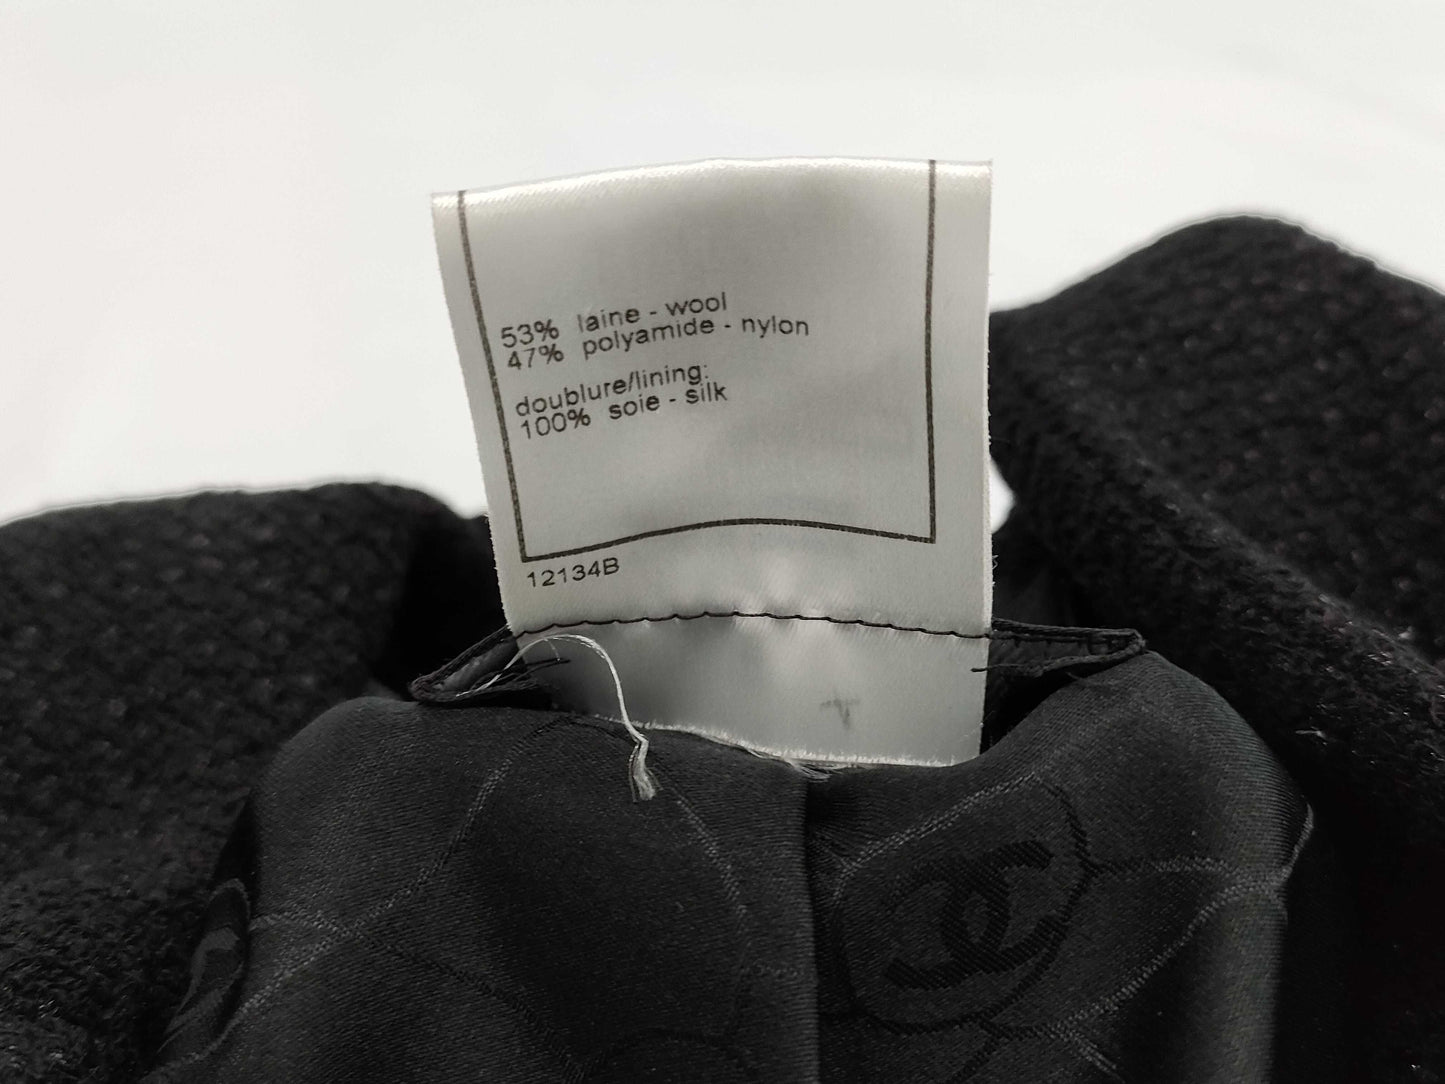 53% laine - wool
47% polyamide - nylon
doublure/lining:
100% soie - silk
12134B